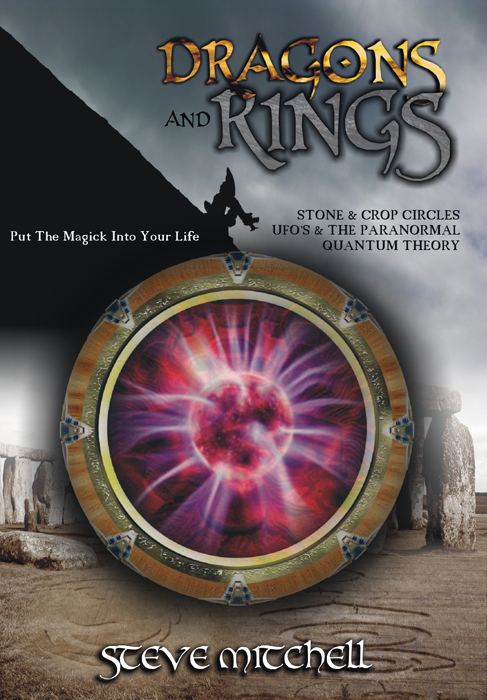 DRAGONS
AND RINGS
STONE & CROP CIRCLES
UFO'S & THE PARANORMAL
QUANTUM THEORY
Put The Magick Into Your Life
STEVE MITCHELL